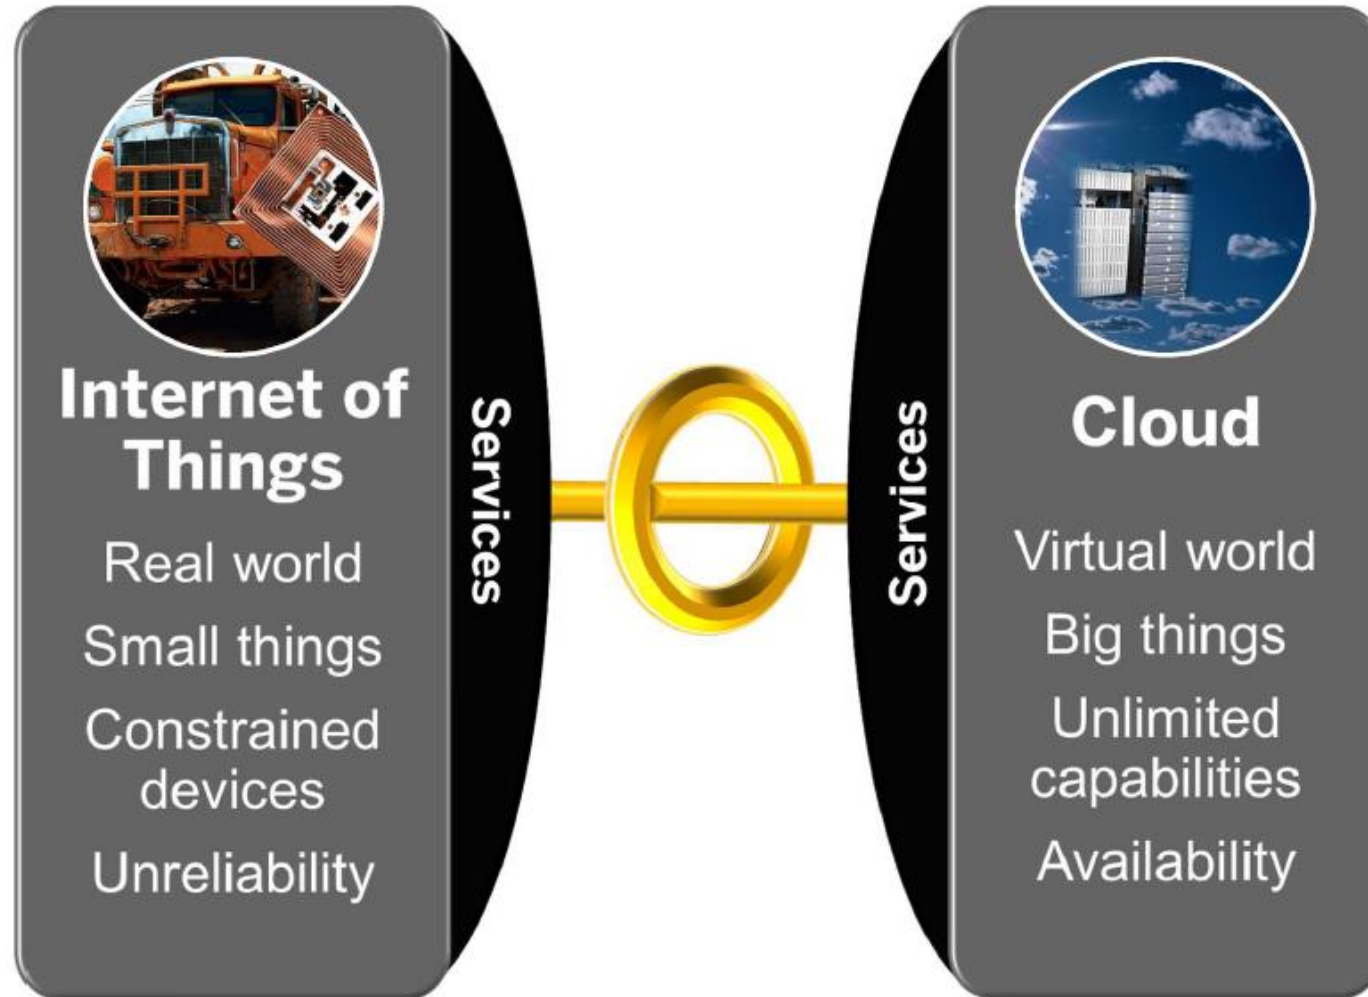 Internet of
Things
Real world
Small things
Constrained
devices
Unreliability
Services
Services
Cloud
Virtual world
Big things
Unlimited
capabilities
Availability